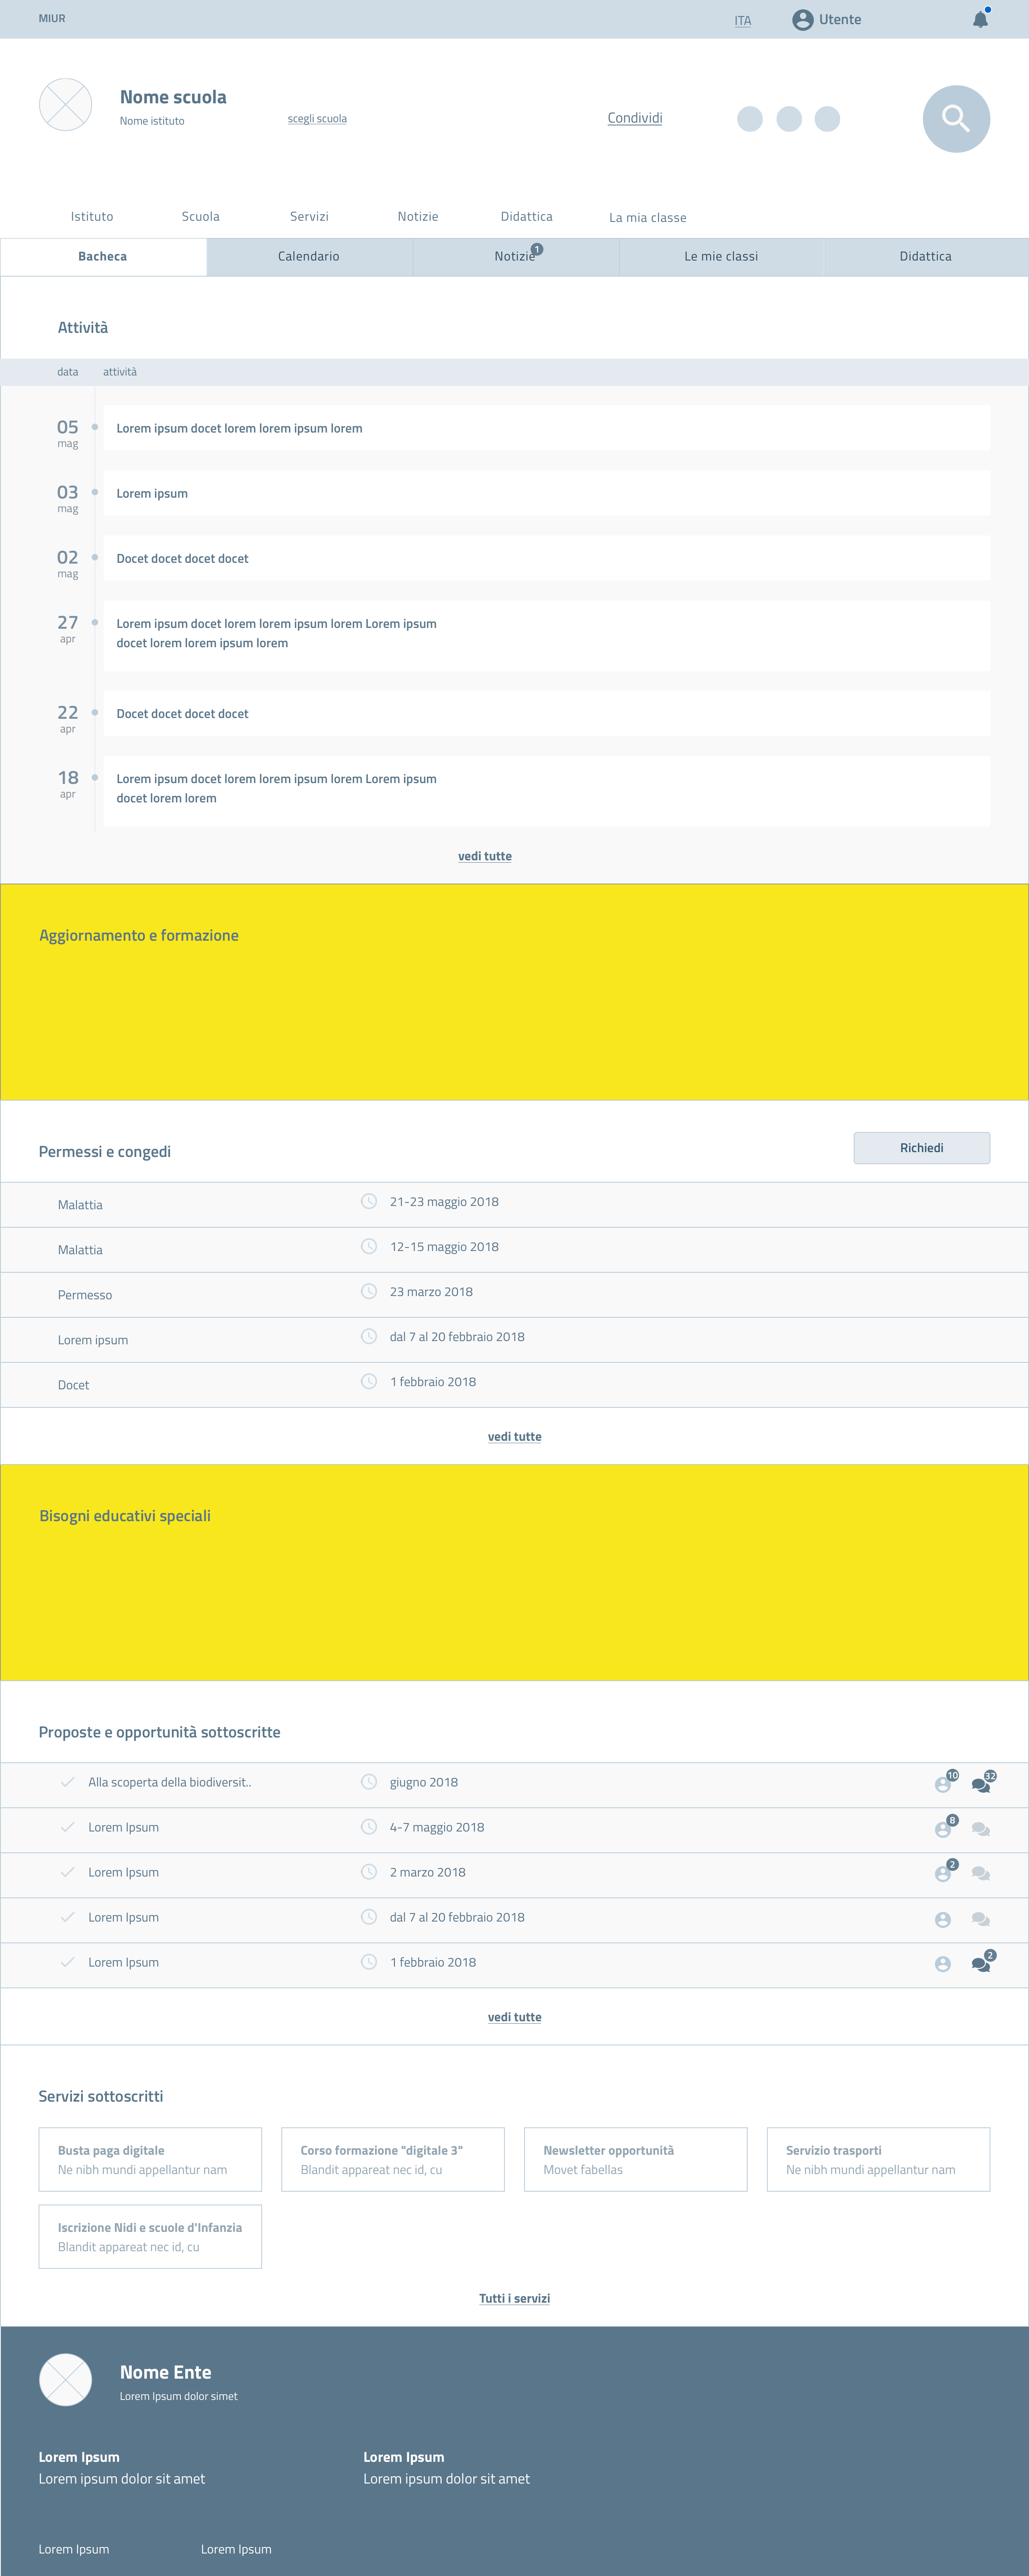 MIUR
ITA
Utente
Nome scuola
Nome istituto
scegli scuola
Condividi
Istituto
Scuola
Servizi
Notizie
Didattica
La mia classe
Bacheca
Calendario
Notizie
1
Le mie classi
Didattica
Attività
data
attività
05
mag
Lorem ipsum docet lorem lorem ipsum lorem
03
mag
Lorem ipsum
02
mag
Docet docet docet docet
27
apr
Lorem ipsum docet lorem lorem ipsum lorem Lorem ipsum
docet lorem lorem ipsum lorem
22
apr
Docet docet docet docet
18
apr
Lorem ipsum docet lorem lorem ipsum lorem Lorem ipsum
docet lorem lorem
vedi tutte
Aggiornamento e formazione
Permessi e congedi
Richiedi
Malattia
21-23 maggio 2018
Malattia
12-15 maggio 2018
Permesso
23 marzo 2018
Lorem ipsum
dal 7 al 20 febbraio 2018
Docet
1 febbraio 2018
vedi tutte
Bisogni educativi speciali
Proposte e opportunità sottoscritte
Alla scoperta della biodiversit..
giugno 2018
10
32
Lorem Ipsum
4-7 maggio 2018
8
Lorem Ipsum
2 marzo 2018
2
Lorem Ipsum
dal 7 al 20 febbraio 2018
Lorem Ipsum
1 febbraio 2018
2
vedi tutte
Servizi sottoscritti
Busta paga digitale
Ne nibh mundi appellantur nam
Corso formazione "digitale 3"
Blandit appareat nec id, cu
Newsletter opportunità
Movet fabellas
Servizio trasporti
Ne nibh mundi appellantur nam
Iscrizione Nidi e scuole d'Infanzia
Blandit appareat nec id, cu
Tutti i servizi
Nome Ente
Lorem Ipsum dolor simet
Lorem Ipsum
Lorem ipsum dolor sit amet
Lorem Ipsum
Lorem ipsum dolor sit amet
Lorem Ipsum
Lorem Ipsum